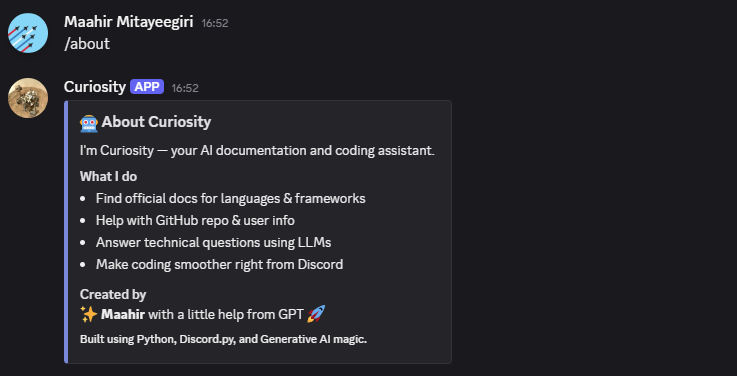 Maahir Mitayeegiri 16:52
/about
Curiosity APP 16:52
🤖 About Curiosity
I'm Curiosity — your AI documentation and coding assistant.
What I do
• Find official docs for languages & frameworks
• Help with GitHub repo & user info
• Answer technical questions using LLMs
• Make coding smoother right from Discord
Created by
✨ Maahir with a little help from GPT 🚀
Built using Python, Discord.py, and Generative AI magic.